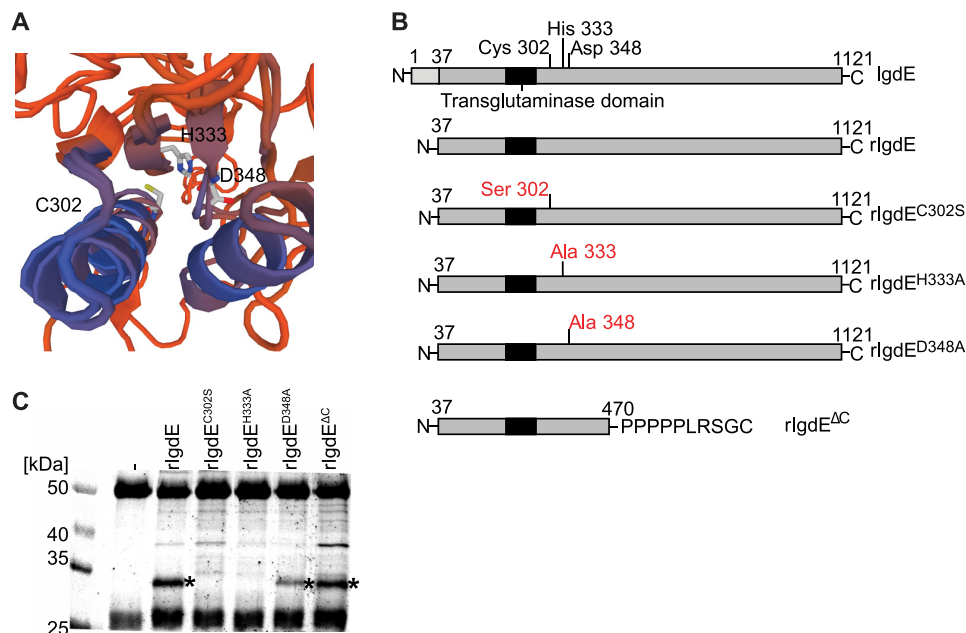 A
H333
D348
C302
B
His 333
Cys 302 Asp 348
1 37 1121
N C IgdE
Transglutaminase domain
37 1121
N C rIgdE
Ser 302
37 1121
N C rIgdE^C302S
Ala 333
37 1121
N C rIgdE^H333A
Ala 348
37 1121
N C rIgdE^D348A
37 470
N PPPPPLRSGC rIgdE^ΔC
C
[kDa] - rIgdE rIgdE^C302S rIgdE^H333A rIgdE^D348A rIgdE^ΔC
50
40
35
* * *
25